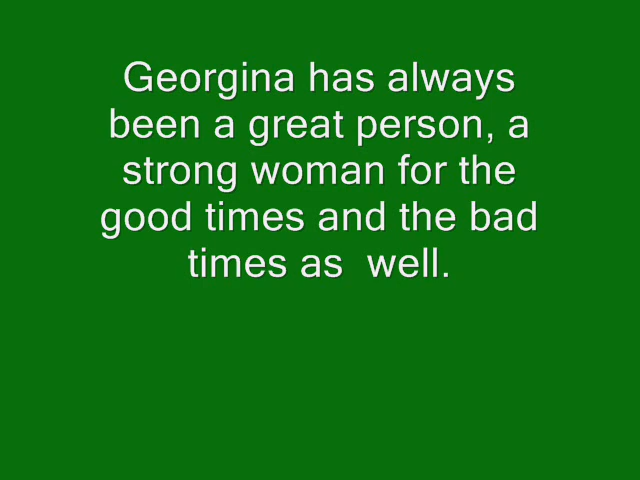 Georgina has always
been a great person, a
strong woman for the
good times and the bad
times as  well.